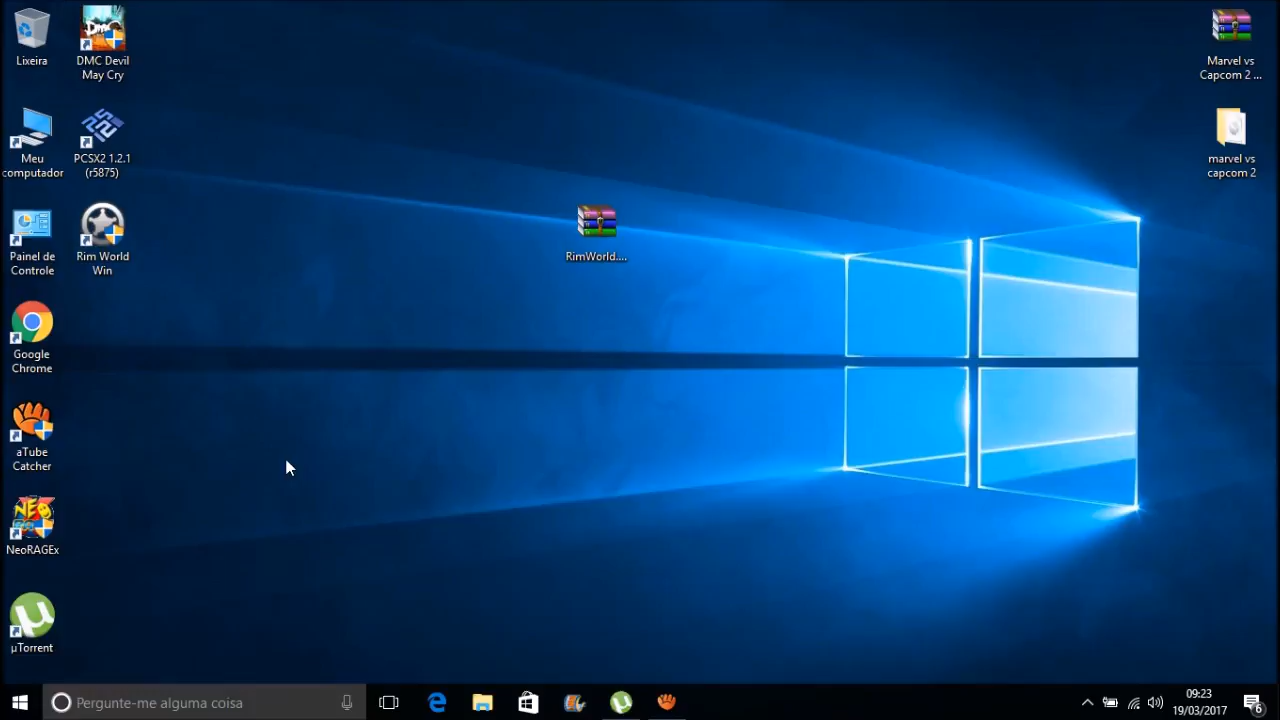 Lixeira
DMC Devil
May Cry
Marvel vs
Capcom 2 ...
Meu
computador
PCSX2 1.2.1
(r5875)
marvel vs
capcom 2
Painel de
Controle
Rim World
Win
RimWorld....
Google
Chrome
aTube
Catcher
NEO
NeoRAGEx
µTorrent
Pergunte-me alguma coisa
09:23
19/03/2017
6